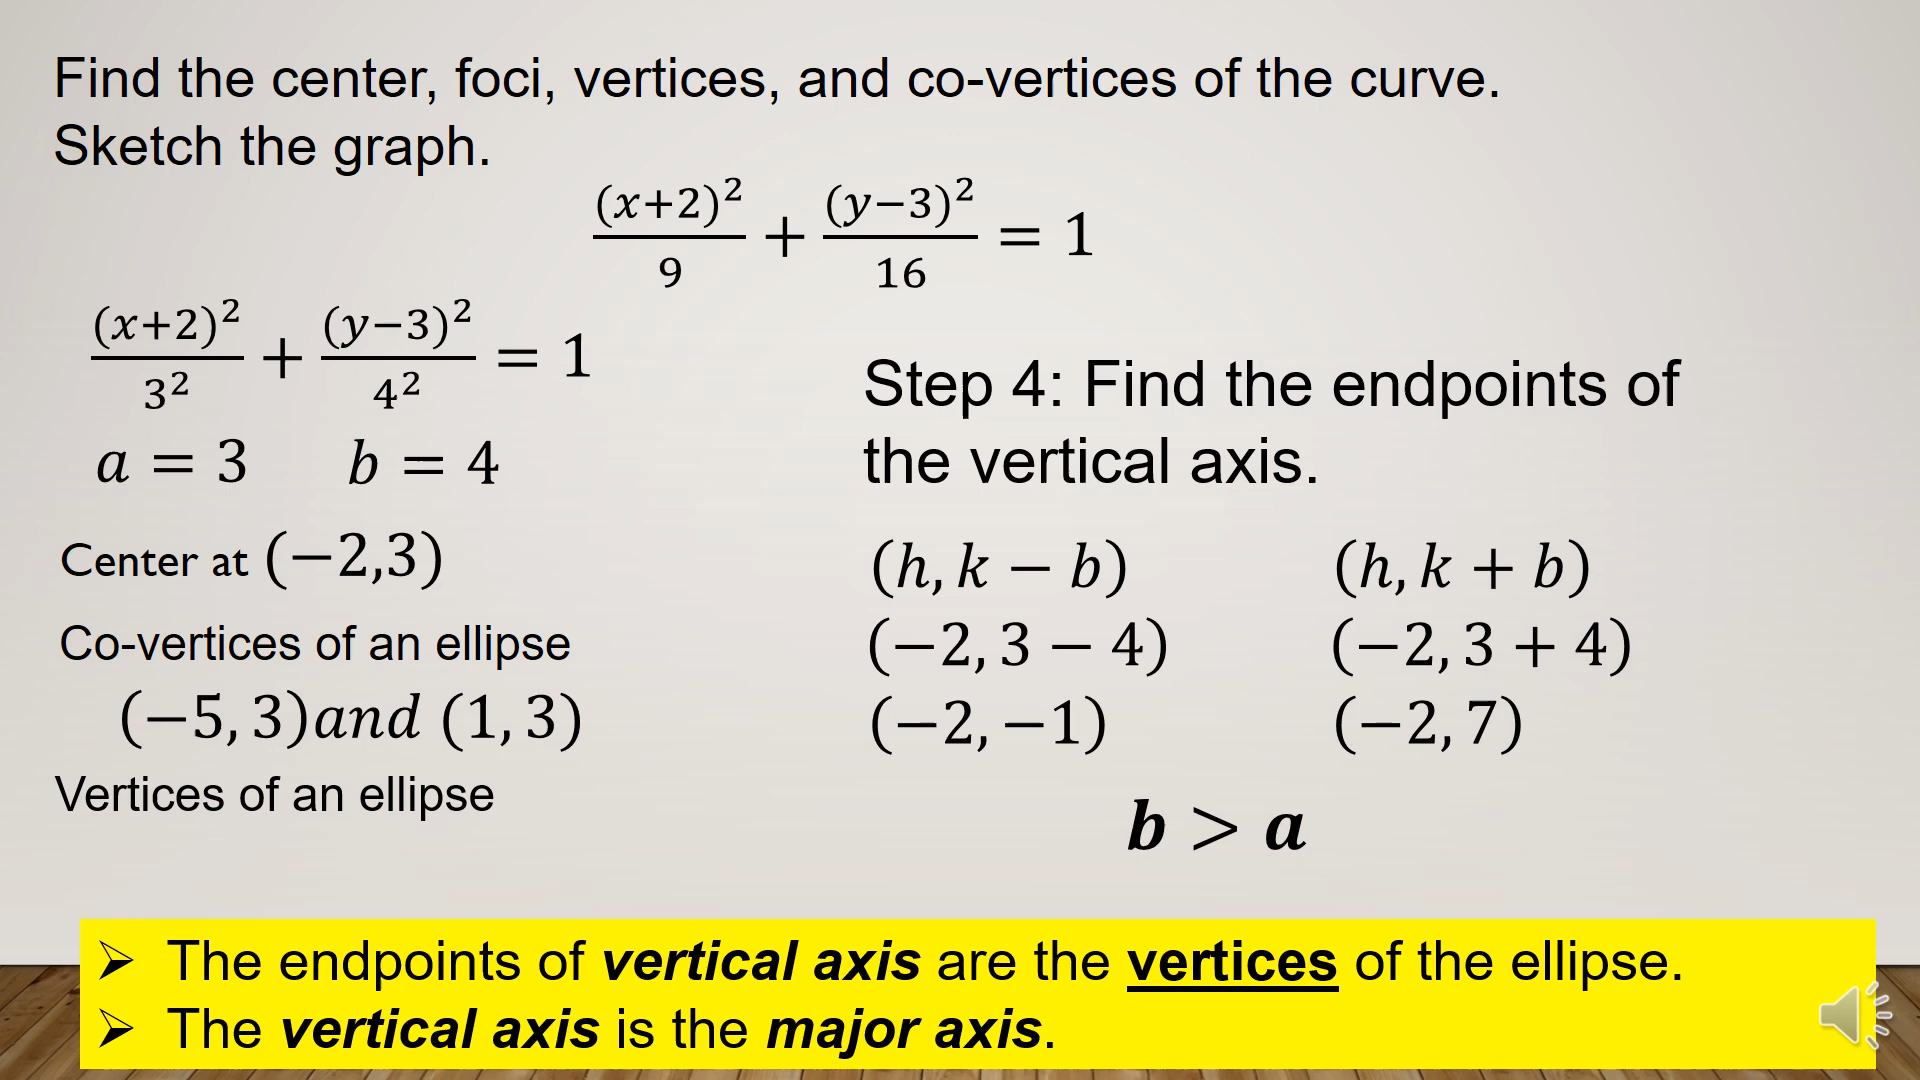 Find the center, foci, vertices, and co-vertices of the curve.
Sketch the graph.
(x+2)²/9 + (y−3)²/16 = 1
(x+2)²/3² + (y−3)²/4² = 1
a = 3 b = 4
Center at (−2,3)
Co-vertices of an ellipse
(−5, 3)and (1, 3)
Vertices of an ellipse
Step 4: Find the endpoints of
the vertical axis.
(h, k − b) (h, k + b)
(−2, 3 − 4) (−2, 3 + 4)
(−2, −1) (−2, 7)
b > a
➢ The endpoints of vertical axis are the vertices of the ellipse.
➢ The vertical axis is the major axis.